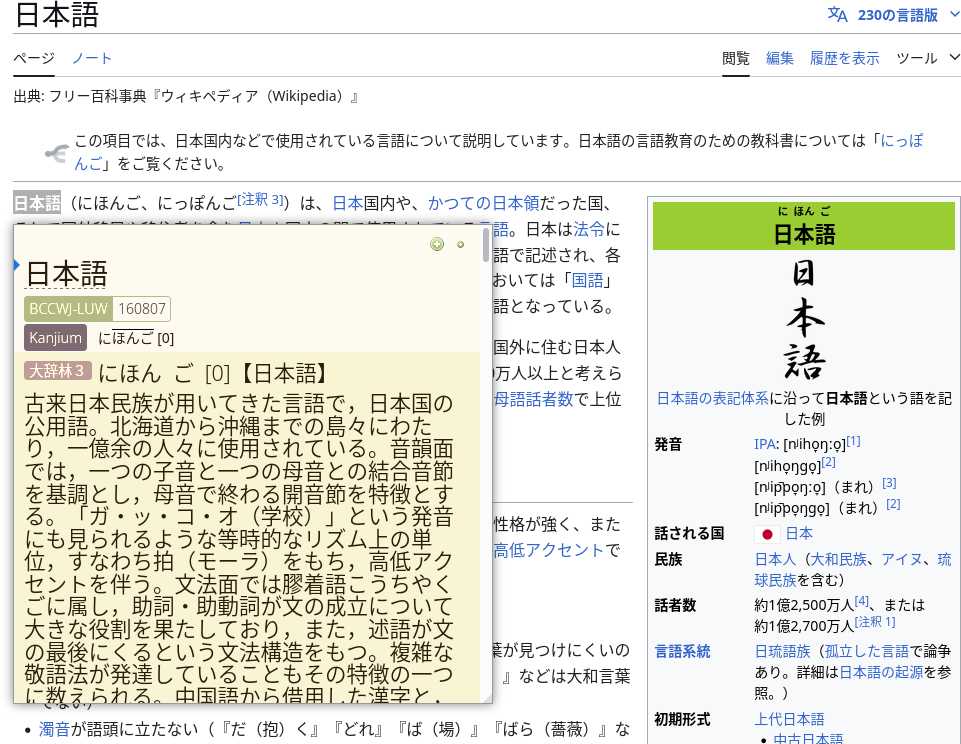 日本語
230の言語版
ページ ノート 閲覧 編集 履歴を表示 ツール
出典: フリー百科事典『ウィキペディア（Wikipedia）』
この項目では、日本国内などで使用されている言語について説明しています。日本語の言語教育のための教科書については「にっぽ
んご」をご覧ください。
日本語（にほんご、にっぽんご[注釈 3]）は、日本国内や、かつての日本領だった国、
語。日本は法令に
語で記述され、各
おいては「国語」
語となっている。
国外に住む日本人
万人以上と考えら
母語話者数で上位
性格が強く、また
高低アクセントで
葉が見つけにくいの
』などは大和言葉
でない）
• 濁音が語頭に立たない（『だ（抱）く』『どれ』『ば（場）』『ばら（薔薇）』な
日本語
BCCWJ-LUW 160807
Kanjium にほんご [0]
大辞林３ にほん ご [0]【日本語】
古来日本民族が用いてきた言語で，日本国の
公用語。北海道から沖縄までの島々にわた
り，一億余の人々に使用されている。音韻面
では，一つの子音と一つの母音との結合音節
を基調とし，母音で終わる開音節を特徴とす
る。「ガ・ッ・コ・オ（学校）」という発音
にも見られるような等時的なリズム上の単
位，すなわち拍（モーラ）をもち，高低アク
セントを伴う。文法面では膠着語こうちやく
ごに属し，助詞・助動詞が文の成立について
大きな役割を果たしており，また，述語が文
の最後にくるという文法構造をもつ。複雑な
敬語法が発達していることもその特徴の一つ
に数えられる。中国語から借用した漢字と，
に ほん ご
日本語
日
本
語
日本語の表記体系に沿って日本語という語を記
した例
発音 IPA: [ɲ̟ihoŋːo̞][1]
[ɲ̟ihoŋɡo̞][2]
[ɲ̟ip̚poŋːo̞]（まれ）[3]
[ɲ̟ip̚poŋɡo̞]（まれ）[2]
話される国 日本
民族 日本人（大和民族、アイヌ、琉
球民族を含む）
話者数 約1億2,500万人[4]、または
約1億2,700万人[注釈 1]
言語系統 日琉語族（孤立した言語で論争
あり。詳細は日本語の起源を参
照。）
初期形式 上代日本語
• 中古日本語